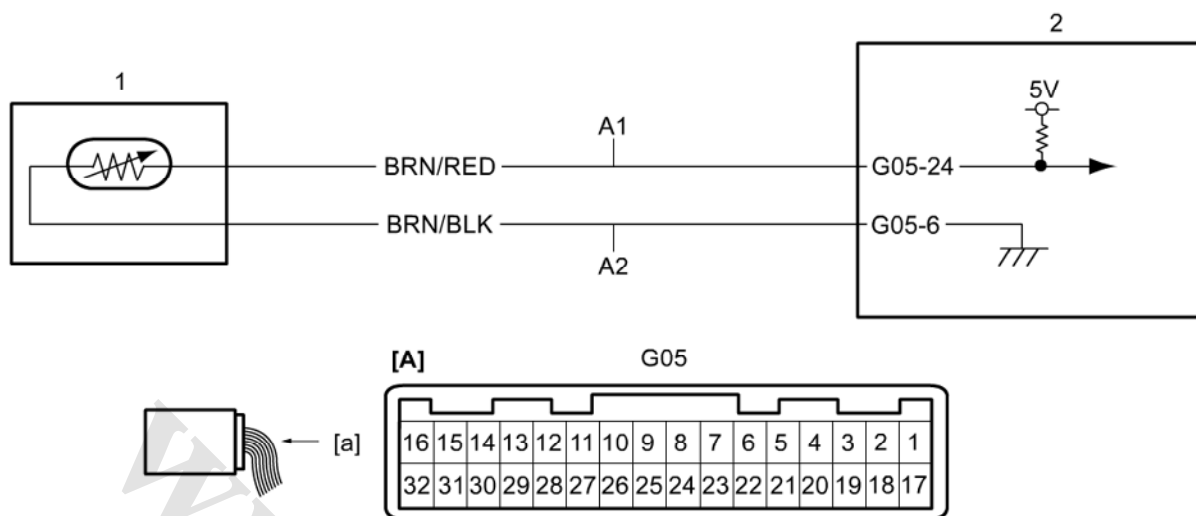 2
1
5V
A1
BRN/RED
G05-24
BRN/BLK
G05-6
A2
[A]
G05
[a]
16 15 14 13 12 11 10 9 8 7 6 5 4 3 2 1
32 31 30 29 28 27 26 25 24 23 22 21 20 19 18 17